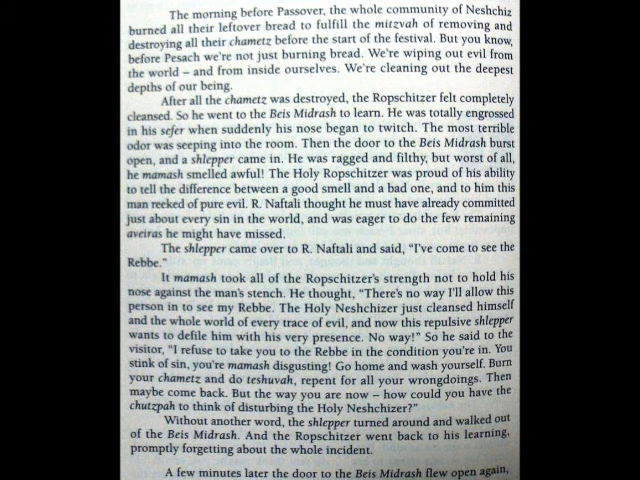 The morning before Passover, the whole community of Neshchiz
burned all their leftover bread to fulfill the mitzvah of removing and
destroying all their chametz before the start of the festival. But you know,
before Pesach we're not just burning bread. We're wiping out evil from
the world – and from inside ourselves. We're cleaning out the deepest
depths of our being.
After all the chametz was destroyed, the Ropschitzer felt completely
cleansed. So he went to the Beis Midrash to learn. He was totally engrossed
in his sefer when suddenly his nose began to twitch. The most terrible
odor was seeping into the room. Then the door to the Beis Midrash burst
open, and a shlepper came in. He was ragged and filthy, but worst of all,
he mamash smelled awful! The Holy Ropschitzer was proud of his ability
to tell the difference between a good smell and a bad one, and to him this
man reeked of pure evil. R. Naftali thought he must have already committed
just about every sin in the world, and was eager to do the few remaining
aveiras he might have missed.
The shlepper came over to R. Naftali and said, "I've come to see the
Rebbe."
It mamash took all of the Ropschitzer's strength not to hold his
nose against the man's stench. He thought, "There's no way I'll allow this
person in to see my Rebbe. The Holy Neshchizer just cleansed himself
and the whole world of every trace of evil, and now this repulsive shlepper
wants to defile him with his very presence. No way!" So he said to the
visitor, "I refuse to take you to the Rebbe in the condition you're in. You
stink of sin, you're mamash disgusting! Go home and wash yourself. Burn
your chametz and do teshuvah, repent for all your wrongdoings. Then
maybe come back. But the way you are now – how could you have the
chutzpah to think of disturbing the Holy Neshchizer?"
Without another word, the shlepper turned around and walked out
of the Beis Midrash. And the Ropschitzer went back to his learning,
promptly forgetting about the whole incident.
A few minutes later the door to the Beis Midrash flew open again,